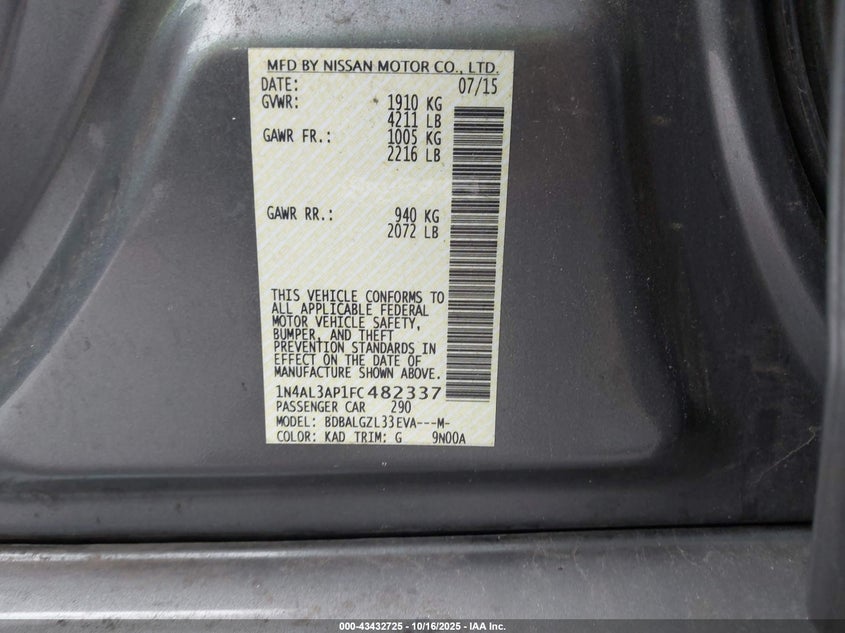 MFD BY NISSAN MOTOR CO., LTD.
DATE: 07/15
GVWR: 1910 KG
4211 LB
GAWR FR.: 1005 KG
2216 LB
GAWR RR.: 940 KG
2072 LB
THIS VEHICLE CONFORMS TO
ALL APPLICABLE FEDERAL
MOTOR VEHICLE SAFETY,
BUMPER, AND THEFT
PREVENTION STANDARDS IN
EFFECT ON THE DATE OF
MANUFACTURE SHOWN ABOVE.
1N4AL3AP1FC482337
PASSENGER CAR 290
MODEL: BDBALGZL33EVA---M-
COLOR: KAD TRIM: G 9N00A
000-43432725 - 10/16/2025 - IAA Inc.